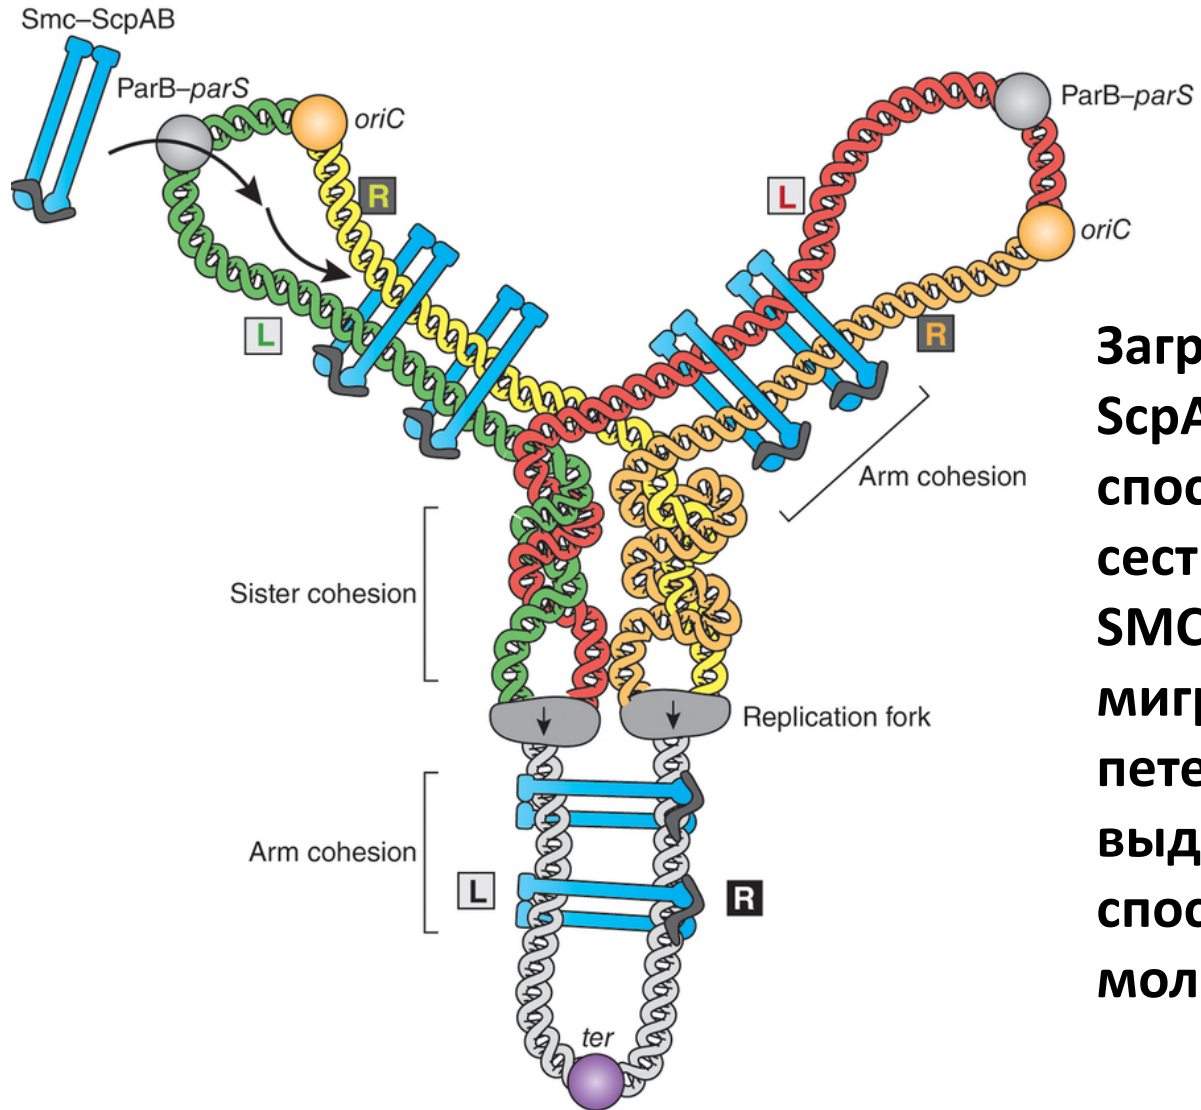 Smc–ScpAB
ParB–parS
oriC
R
L
L
ParB–parS
oriC
R
Arm cohesion
Sister cohesion
Replication fork
Arm cohesion
L
R
ter
Загр
ScpA
спос
сест
SMC
мигр
пете
выд
спос
мол